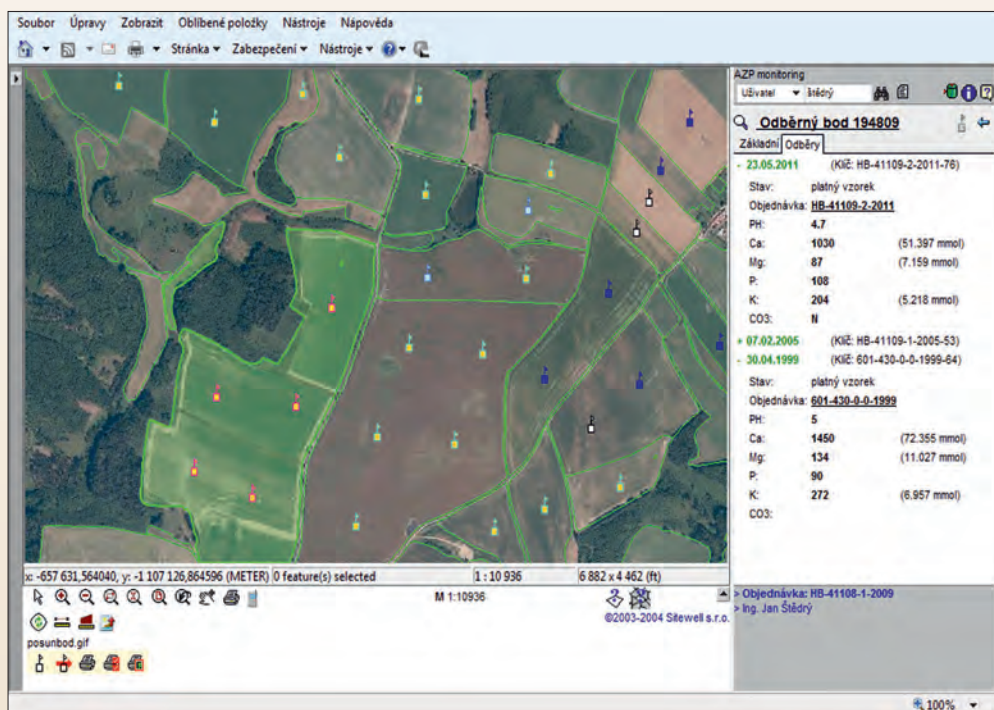 Soubor Úpravy Zobrazit Oblíbené položky Nástroje Nápověda
Stránka Zabezpečení Nástroje
AZP monitoring
Uživatel štědrý
Odběrný bod 194809
Základní Odběry
- 23.05.2011 (Klíč: HB-41109-2-2011-76)
Stav: platný vzorek
Objednávka: HB-41109-2-2011
PH: 4.7
Ca: 1030 (51.397 mmol)
Mg: 87 (7.159 mmol)
P: 108
K: 204 (5.218 mmol)
CO3: N
+ 07.02.2005 (Klíč: HB-41109-1-2005-53)
- 30.04.1999 (Klíč: 601-430-0-0-1999-64)
Stav: platný vzorek
Objednávka: 601-430-0-0-1999
PH: 5
Ca: 1450 (72.355 mmol)
Mg: 134 (11.027 mmol)
P: 90
K: 272 (6.957 mmol)
CO3:
x: -657 631,564040, y: -1 107 126,864596 (METER) 0 feature(s) selected 1 : 10 936 6 882 x 4 462 (ft)
M 1:10936
©2003-2004 Sitewell s.r.o.
posunbod.gif
> Objednávka: HB-41108-1-2009
> Ing. Jan Štědrý
100%